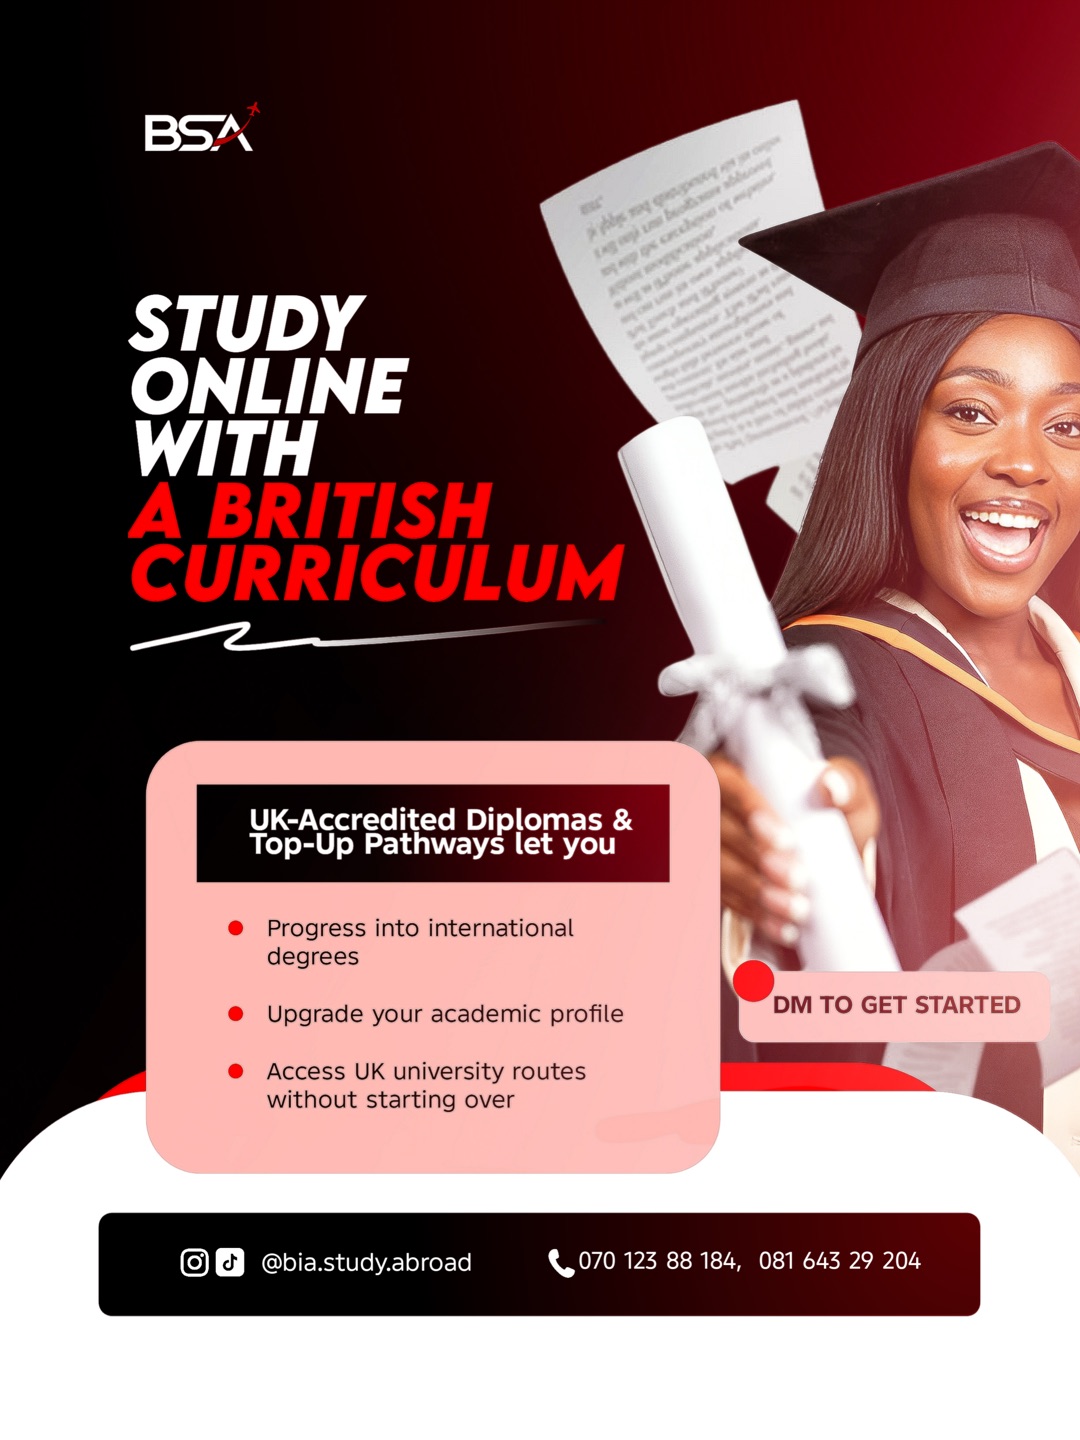 BSA
STUDY
ONLINE
WITH
A BRITISH
CURRICULUM
UK-Accredited Diplomas &
Top-Up Pathways let you
Progress into international
degrees
Upgrade your academic profile
Access UK university routes
without starting over
DM TO GET STARTED
@bia.study.abroad
070 123 88 184, 081 643 29 204